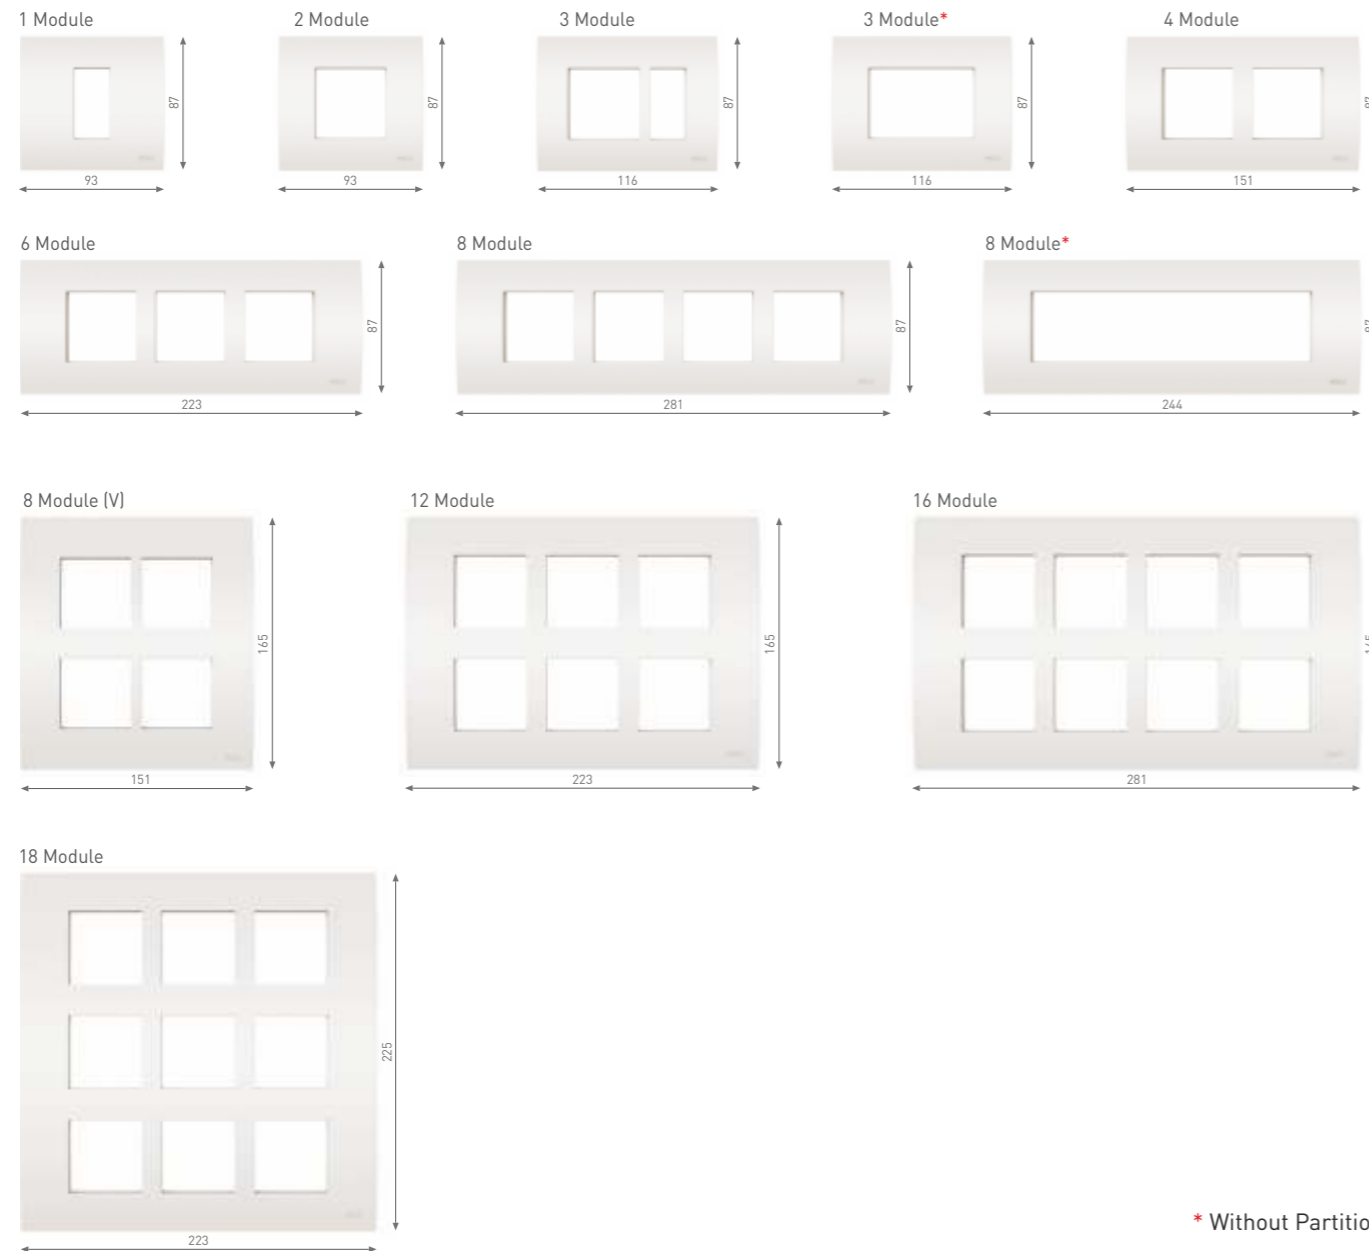 1 Module
2 Module
3 Module
3 Module*
4 Module
87
87
87
87
93
93
116
116
151
6 Module
8 Module
8 Module*
87
87
223
281
244
8 Module (V)
12 Module
16 Module
165
165
151
223
281
18 Module
225
223
* Without Partitio